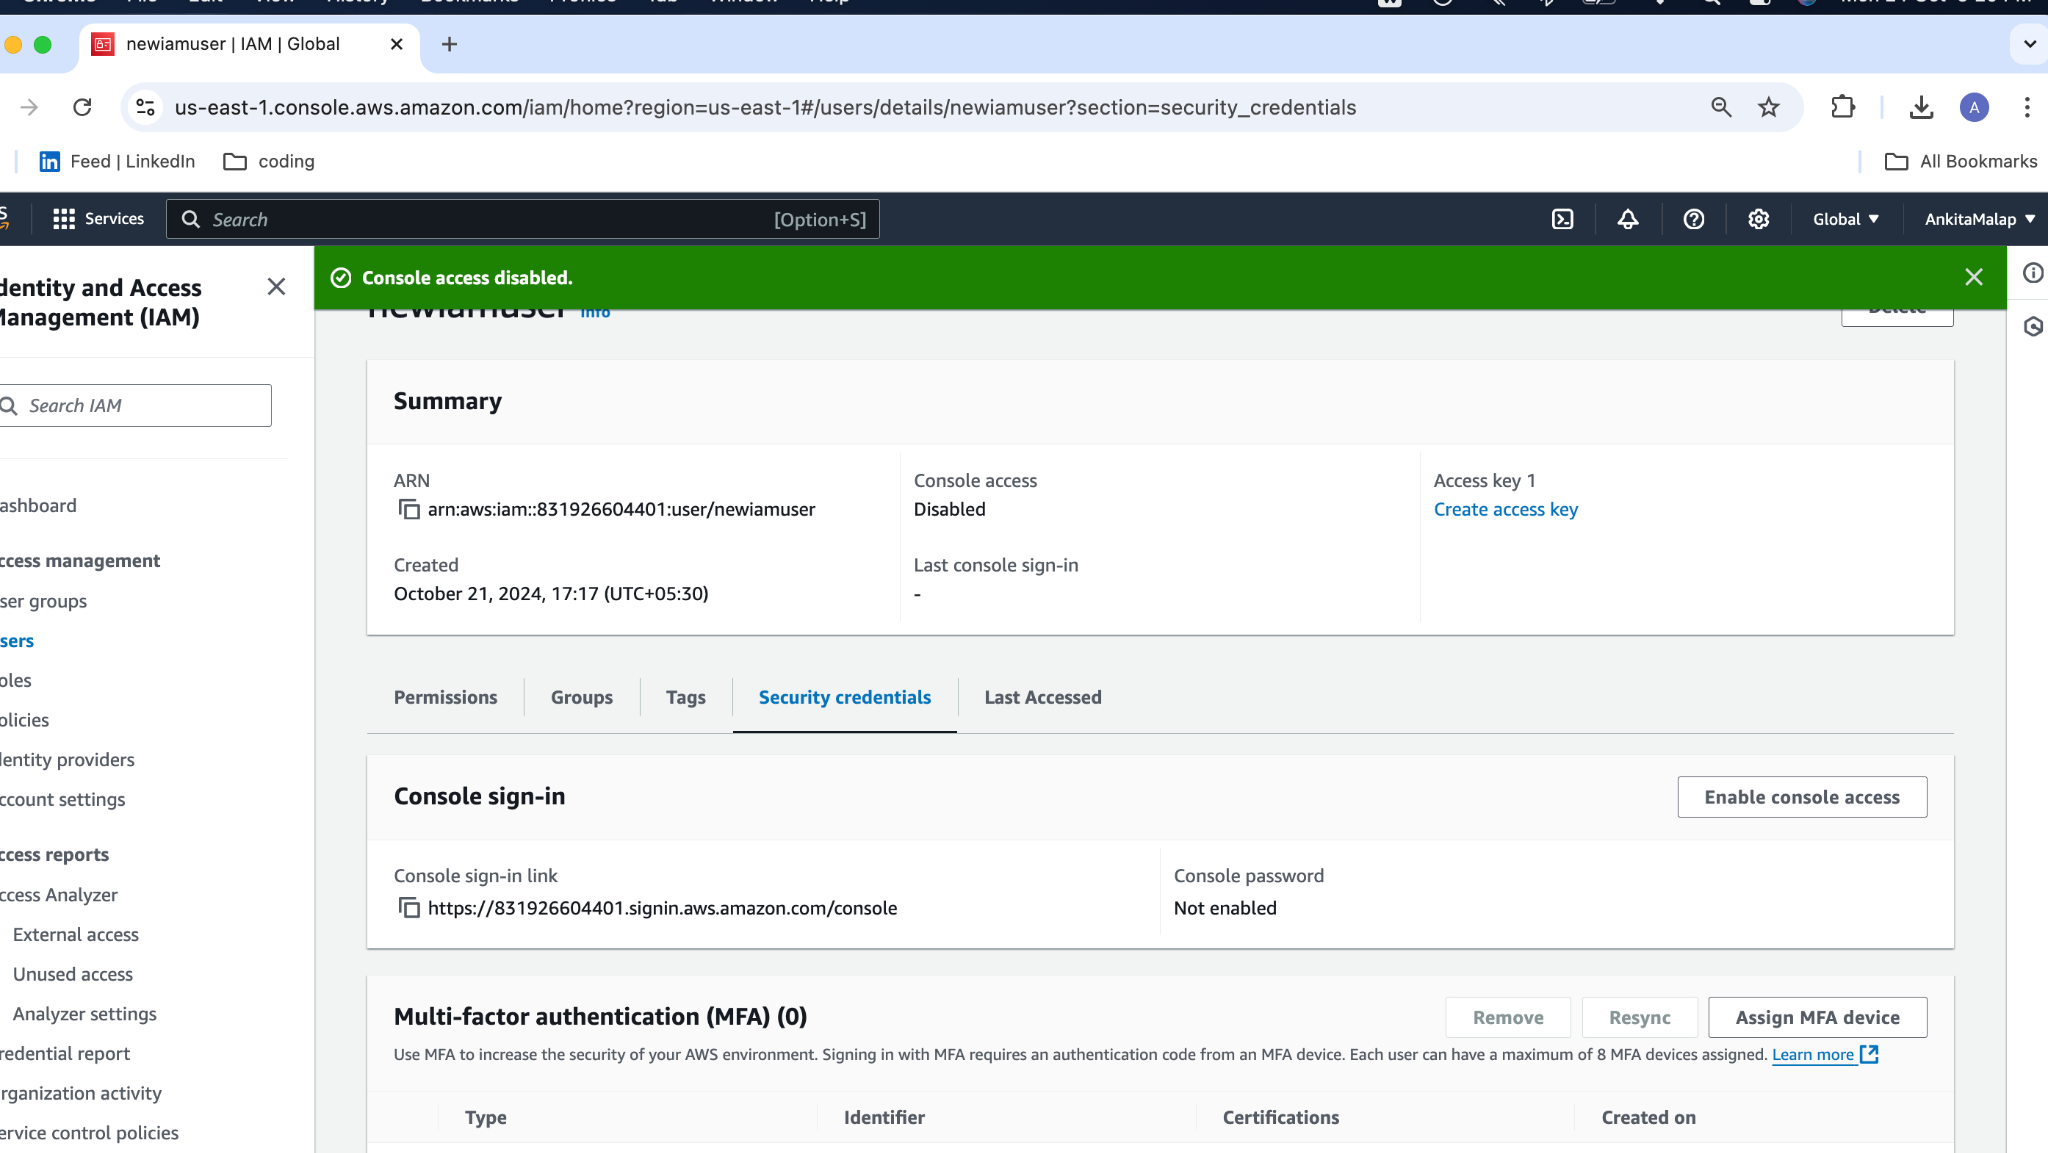 newiamuser | IAM | Global
us-east-1.console.aws.amazon.com/iam/home?region=us-east-1#/users/details/newiamuser?section=security_credentials
A
in Feed | LinkedIn
coding
All Bookmarks
Services
Search
[Option+S]
Global
AnkitaMalap
dentity and Access
Management (IAM)
Console access disabled.
newiamuser Info
Delete
Search IAM
Summary
ARN
arn:aws:iam::831926604401:user/newiamuser
Console access
Disabled
Access key 1
Create access key
Created
October 21, 2024, 17:17 (UTC+05:30)
Last console sign-in
-
ashboard
ccess management
ser groups
sers
oles
olicies
dentity providers
ccount settings
ccess reports
ccess Analyzer
External access
Unused access
Analyzer settings
redential report
rganization activity
ervice control policies
Permissions
Groups
Tags
Security credentials
Last Accessed
Console sign-in
Enable console access
Console sign-in link
https://831926604401.signin.aws.amazon.com/console
Console password
Not enabled
Multi-factor authentication (MFA) (0)
Remove
Resync
Assign MFA device
Use MFA to increase the security of your AWS environment. Signing in with MFA requires an authentication code from an MFA device. Each user can have a maximum of 8 MFA devices assigned. Learn more
Type
Identifier
Certifications
Created on